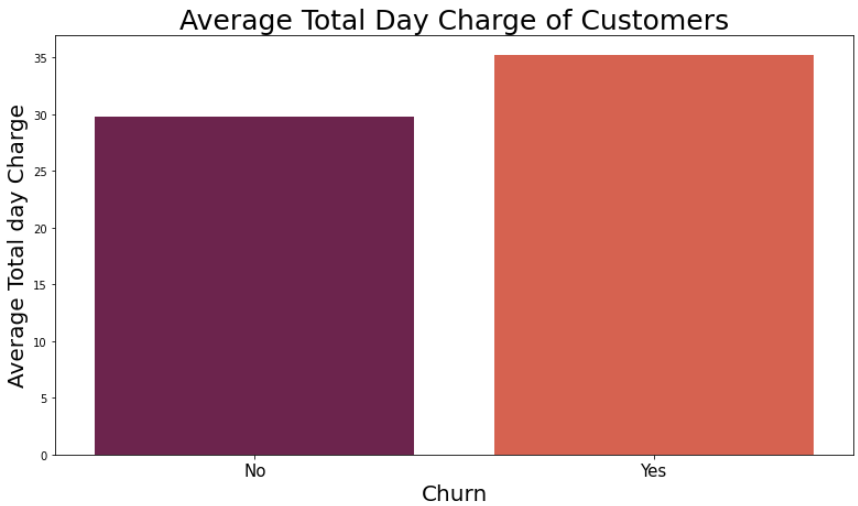 Average Total Day Charge of Customers
Average Total day Charge
35
30
25
20
15
10
5
0
No
Yes
Churn